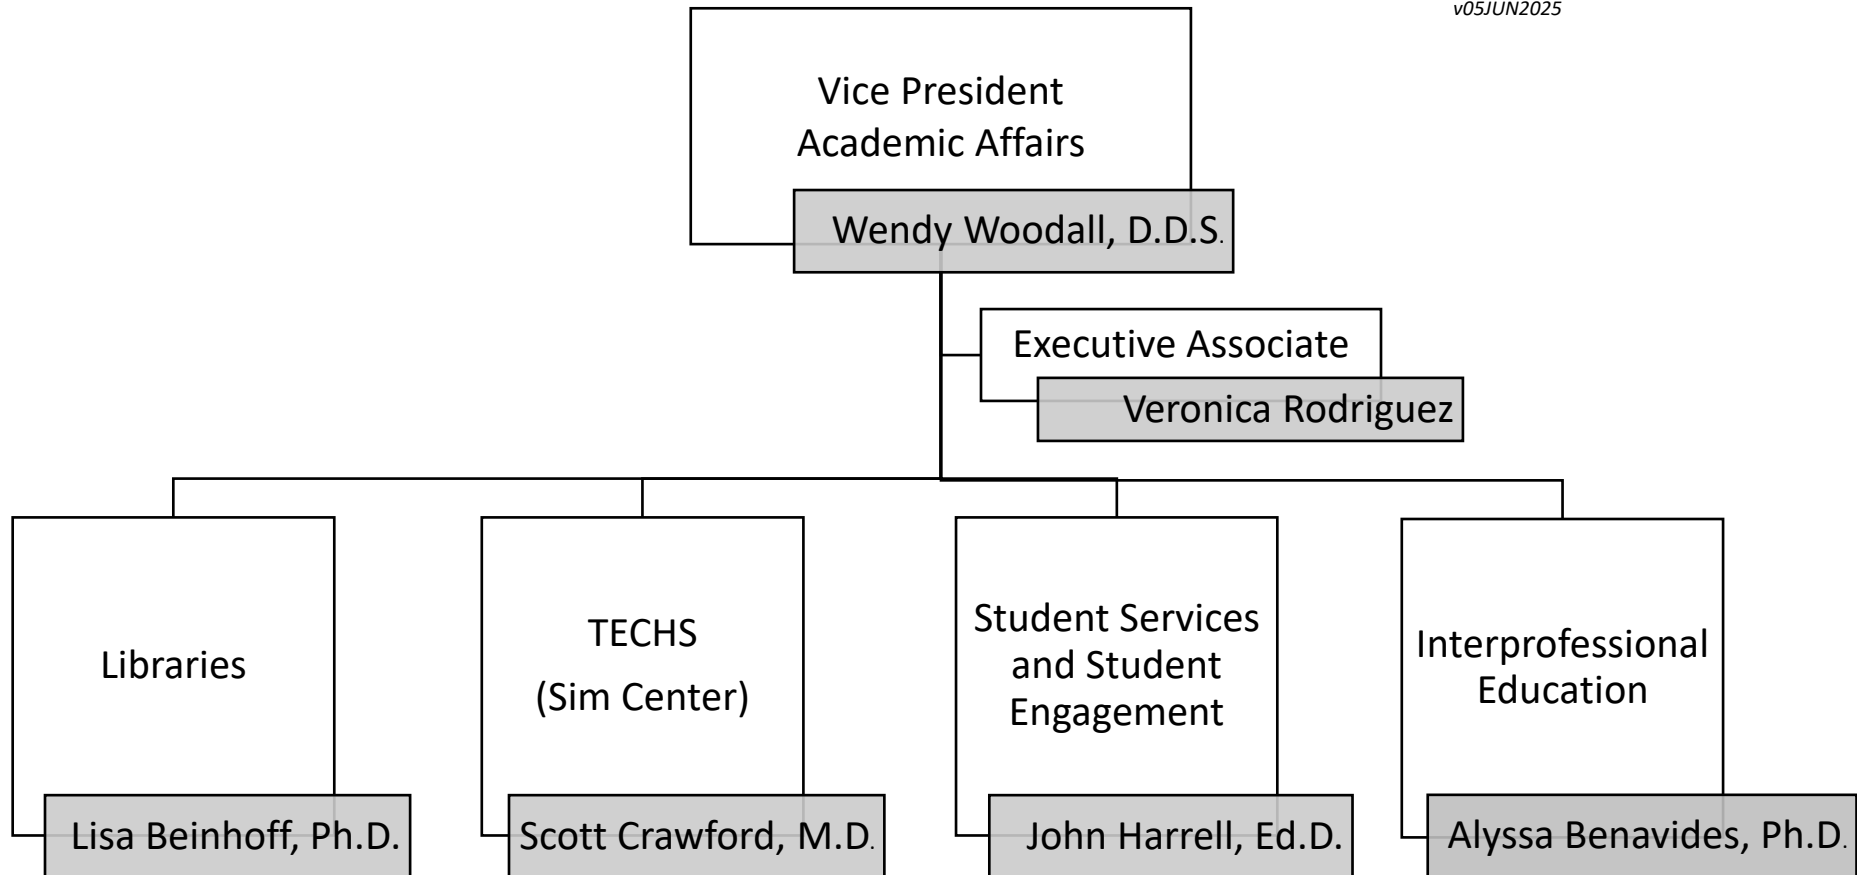 v05JUN2025
Vice President
Academic Affairs
Wendy Woodall, D.D.S.
Executive Associate
Veronica Rodriguez
Libraries
Lisa Beinhoff, Ph.D.
TECHS
(Sim Center)
Scott Crawford, M.D.
Student Services
and Student
Engagement
John Harrell, Ed.D.
Interprofessional
Education
Alyssa Benavides, Ph.D.